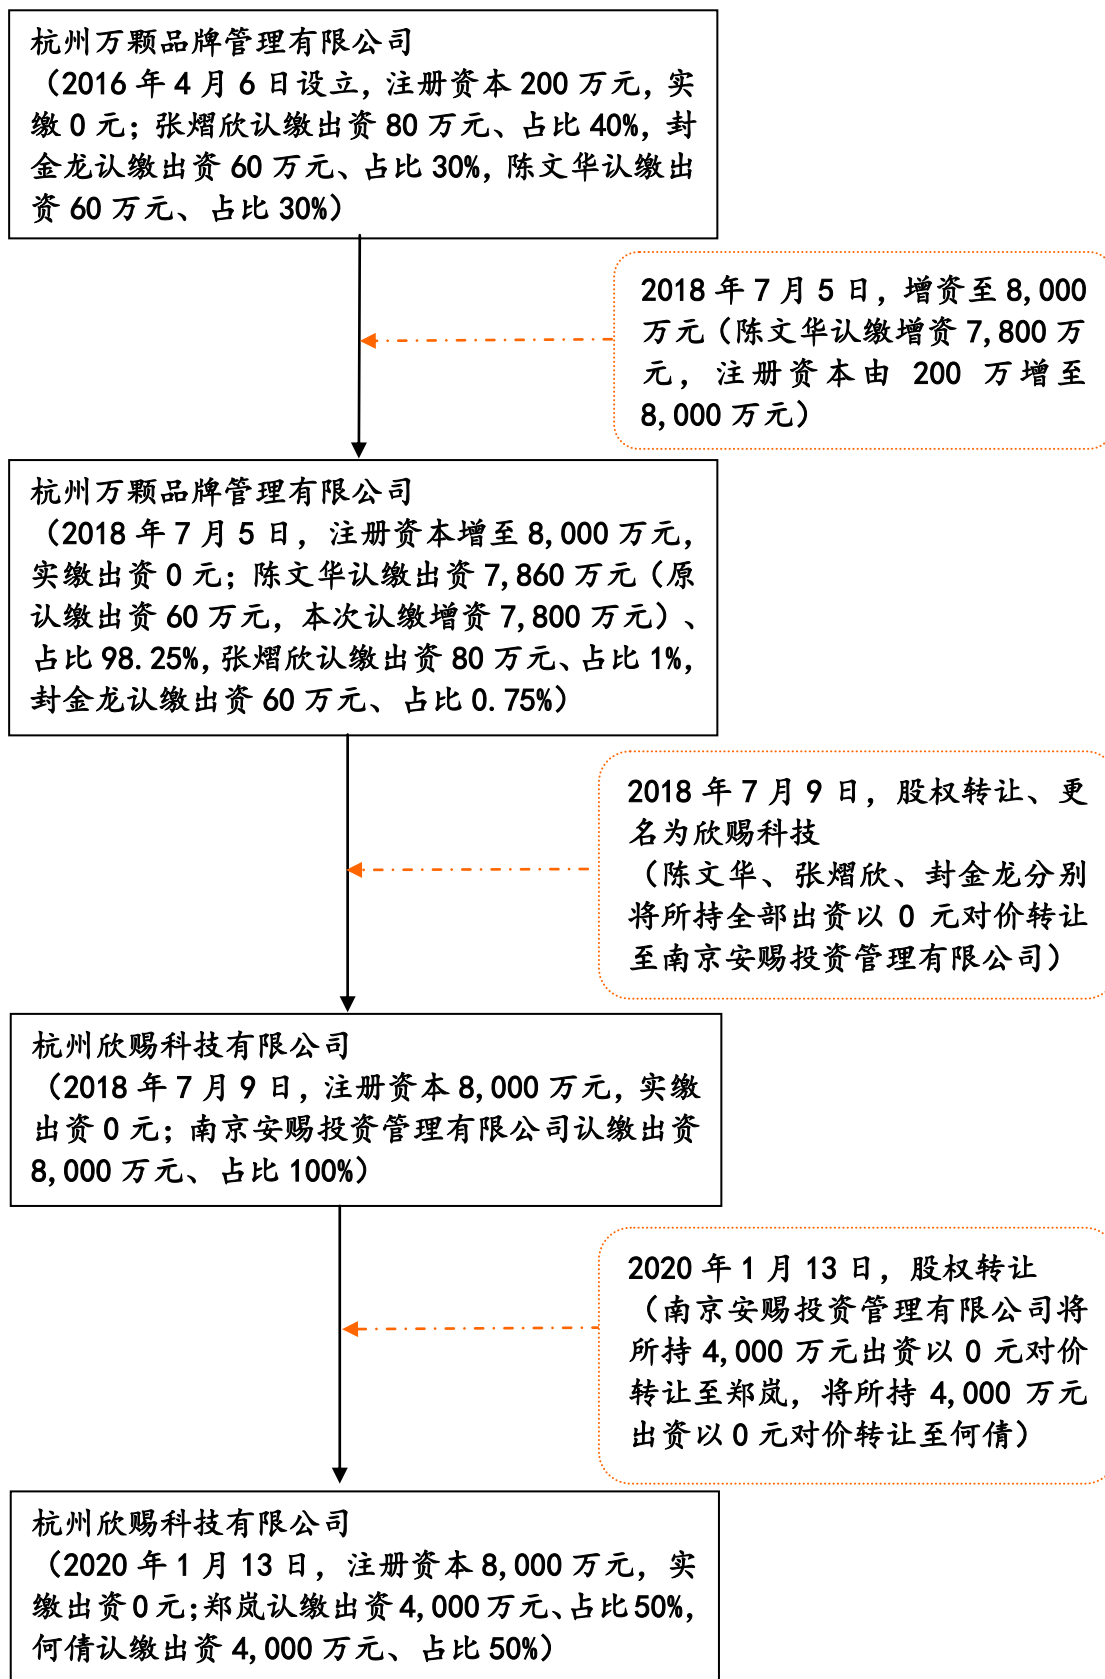 杭州万颗品牌管理有限公司
（2016 年 4 月 6 日设立，注册资本 200 万元，实
缴 0 元；张熠欣认缴出资 80 万元、占比 40%，封
金龙认缴出资 60 万元、占比 30%，陈文华认缴出
资 60 万元、占比 30%）
2018 年 7 月 5 日，增资至 8,000
万元（陈文华认缴增资 7,800 万
元，注册资本由 200 万增至
8,000 万元）
杭州万颗品牌管理有限公司
（2018 年 7 月 5 日，注册资本增至 8,000 万元，
实缴出资 0 元；陈文华认缴出资 7,860 万元（原
认缴出资 60 万元，本次认缴增资 7,800 万元）、
占比 98.25%，张熠欣认缴出资 80 万元、占比 1%，
封金龙认缴出资 60 万元、占比 0.75%）
2018 年 7 月 9 日，股权转让、更
名为欣赐科技
（陈文华、张熠欣、封金龙分别
将所持全部出资以 0 元对价转让
至南京安赐投资管理有限公司）
杭州欣赐科技有限公司
（2018 年 7 月 9 日，注册资本 8,000 万元，实缴
出资 0 元；南京安赐投资管理有限公司认缴出资
8,000 万元、占比 100%）
2020 年 1 月 13 日，股权转让
（南京安赐投资管理有限公司将
所持 4,000 万元出资以 0 元对价
转让至郑岚，将所持 4,000 万元
出资以 0 元对价转让至何倩）
杭州欣赐科技有限公司
（2020 年 1 月 13 日，注册资本 8,000 万元，实
缴出资 0 元；郑岚认缴出资 4,000 万元、占比 50%，
何倩认缴出资 4,000 万元、占比 50%）